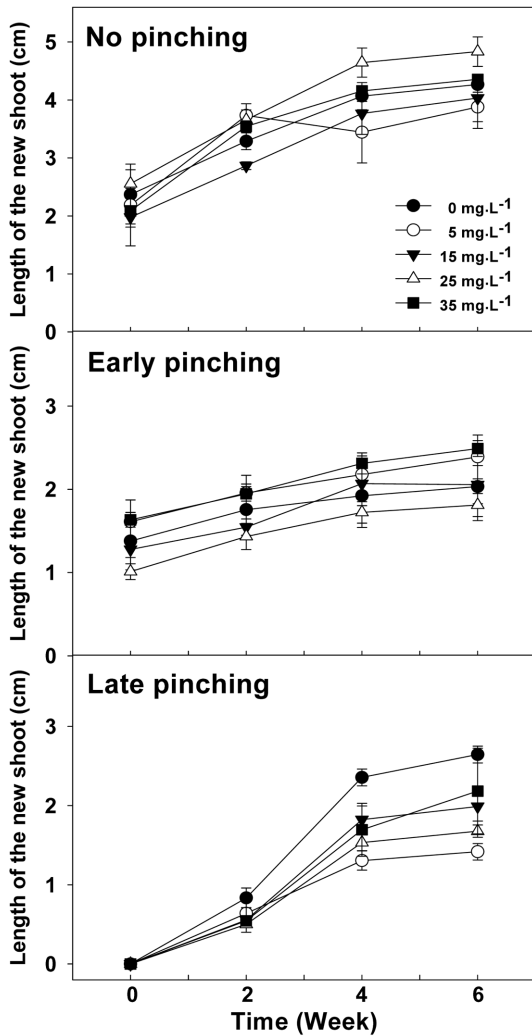 No pinching
Length of the new shoot (cm)
5
4
3
2
1
0
0 mg.L-1
5 mg.L-1
15 mg.L-1
25 mg.L-1
35 mg.L-1
Early pinching
Length of the new shoot (cm)
3
2
1
0
Late pinching
Length of the new shoot (cm)
3
2
1
0
0 2 4 6
Time (Week)